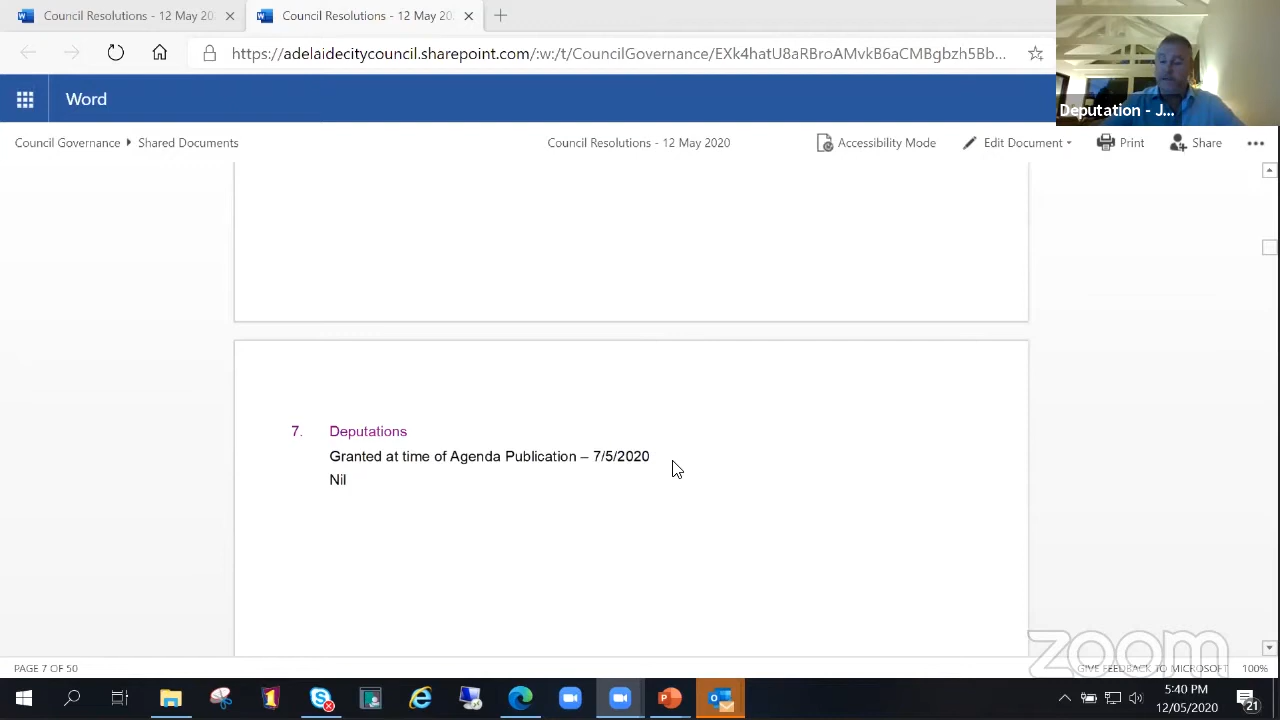 Council Resolutions - 12 May 202
Council Resolutions - 12 May 20:
https://adelaidecitycouncil.sharepoint.com/:w:/t/CouncilGovernance/EXk4hatU8aRBroAMvkB6aCMBgbzh5Bb...
Deputation - J...
Word
Council Governance Shared Documents
Council Resolutions - 12 May 2020
Accessibility Mode
Edit Document
Print
Share
7. Deputations
Granted at time of Agenda Publication – 7/5/2020
Nil
zoom
PAGE 7 OF 50
GIVE FEEDBACK TO MICROSOFT
100%
5:40 PM
12/05/2020
21